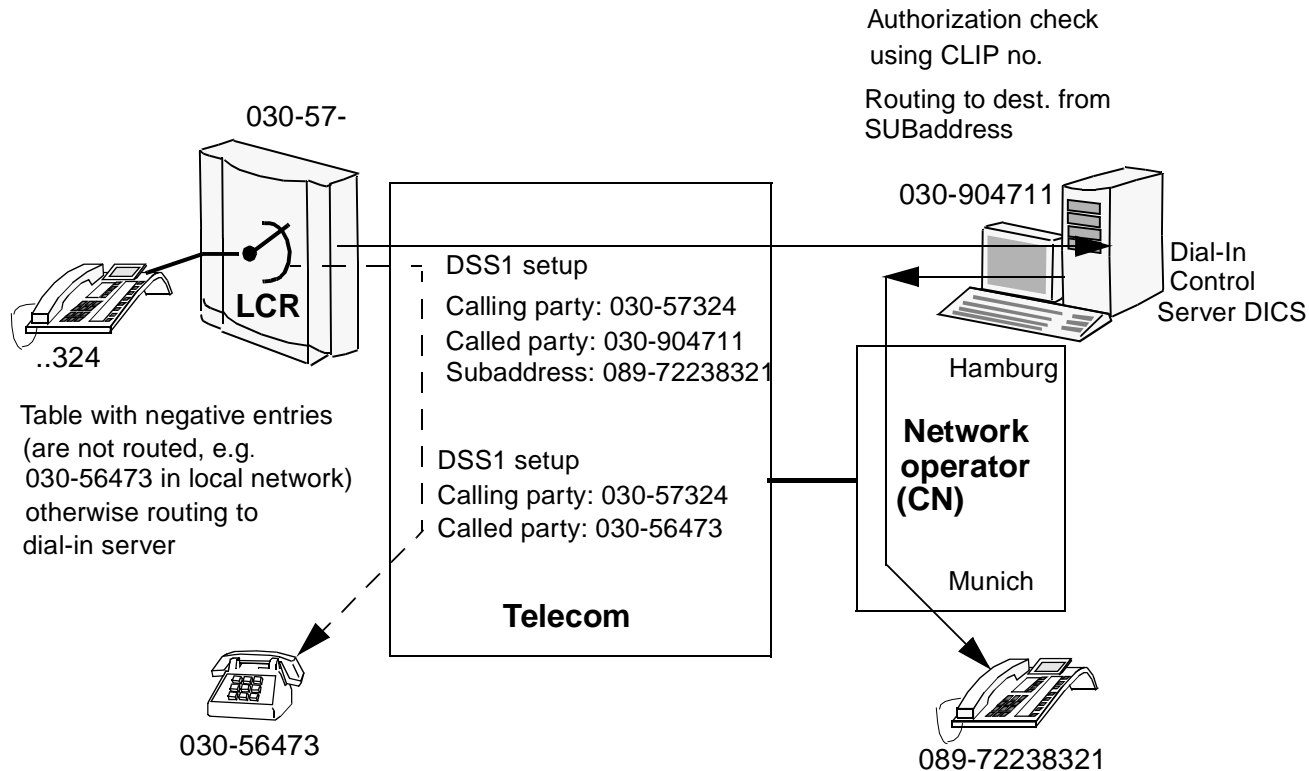 Authorization check
using CLIP no.
Routing to dest. from
SUBaddress
030-57-
030-904711
LCR
..324
DSS1 setup
Calling party: 030-57324
Called party: 030-904711
Subaddress: 089-72238321
Dial-In
Control
Server DICS
Table with negative entries
(are not routed, e.g.
030-56473 in local network)
otherwise routing to
dial-in server
DSS1 setup
Calling party: 030-57324
Called party: 030-56473
Telecom
Hamburg
Network
operator
(CN)
Munich
030-56473
089-72238321